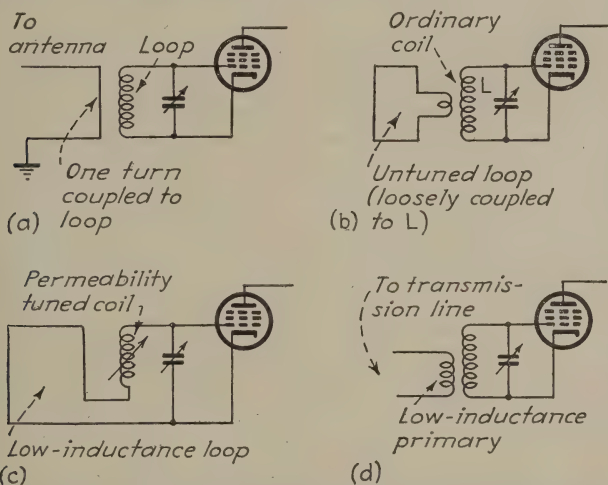 To
antenna
Loop
One turn
coupled to
loop
(a)
Ordinary
coil
L
Untuned loop
(loosely coupled
to L)
(b)
Permeability
tuned coil
Low-inductance loop
(c)
To transmis-
sion line
Low-inductance
primary
(d)